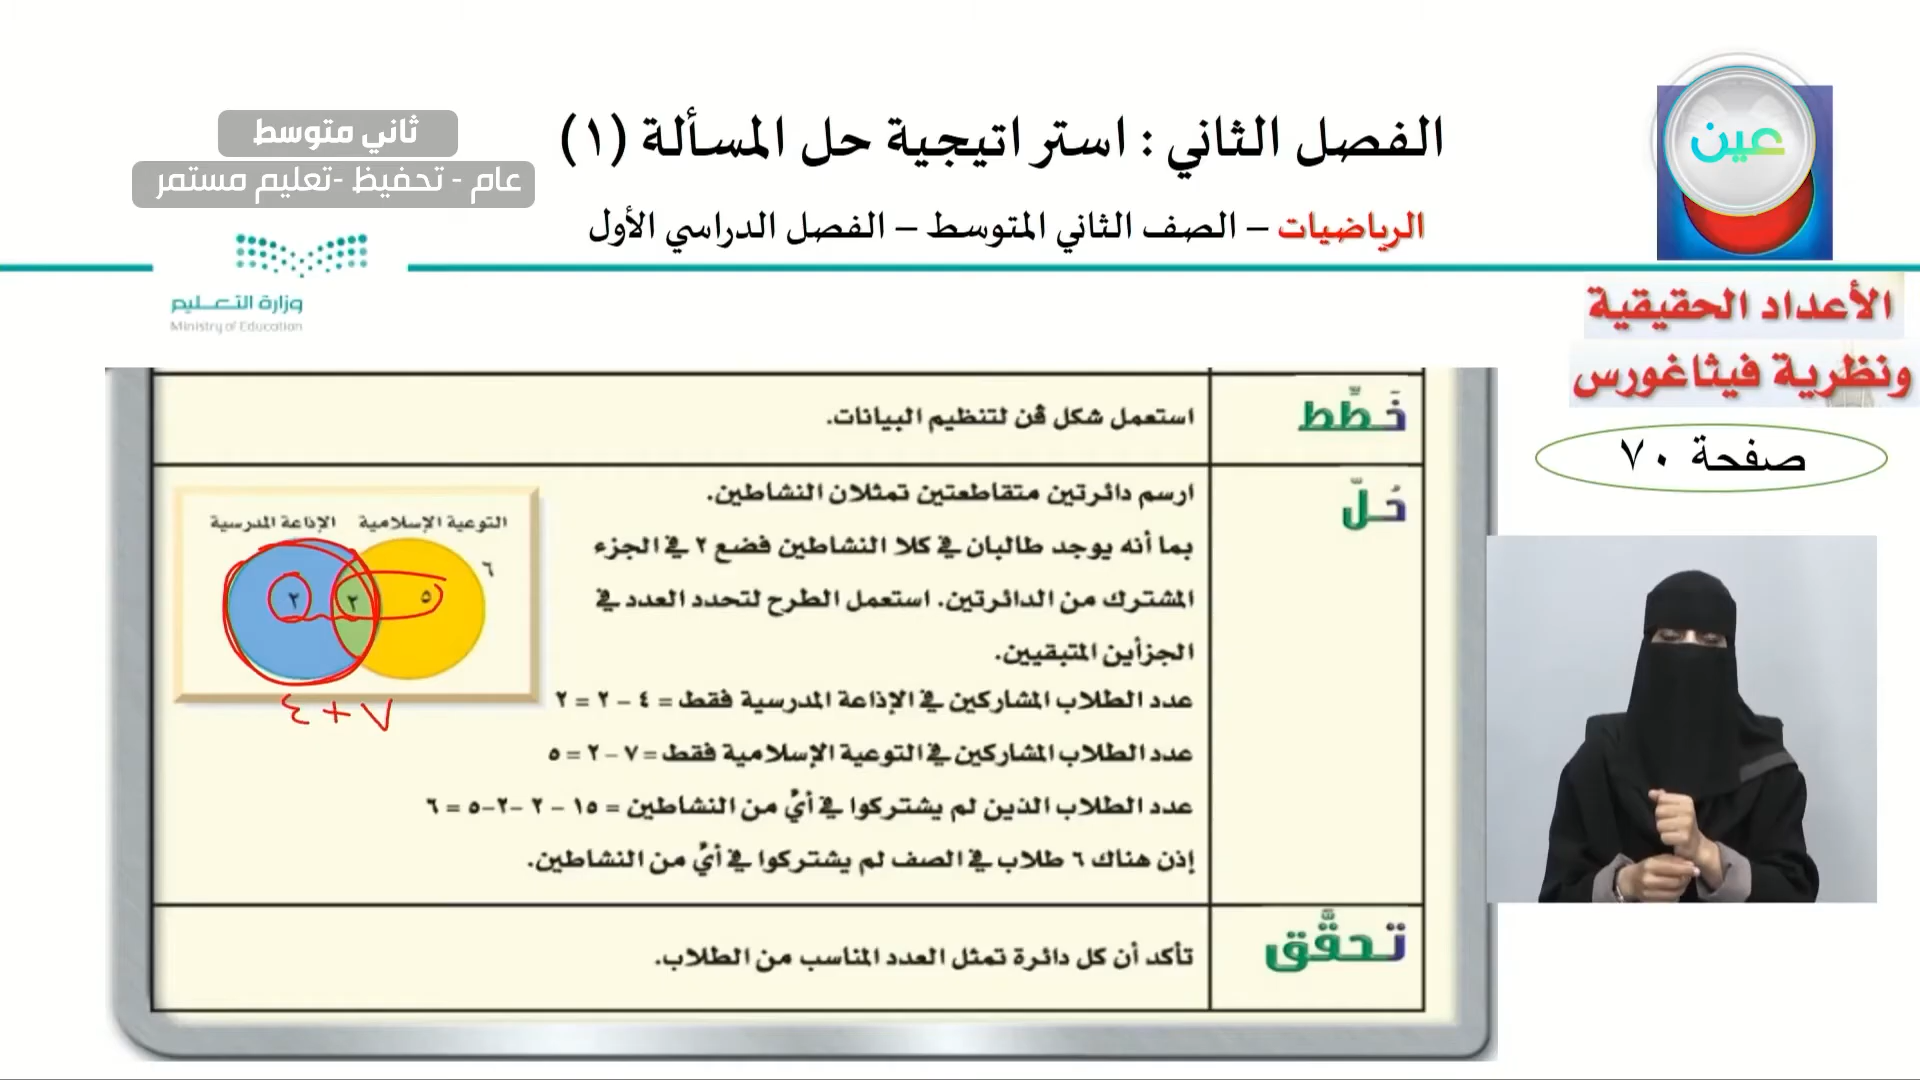 ثاني متوسط
عام - تحفيظ -تعليم مستمر
الفصل الثاني : استراتيجية حل المسألة (١)
عين
الرياضيات – الصف الثاني المتوسط – الفصل الدراسي الأول
وزارة التعليم
Ministry of Education
الأعداد الحقيقية
ونظرية فيثاغورس
صفحة ٧٠
خَطِّط
استعمل شكل ڤن لتنظيم البيانات.
حُلّ
ارسم دائرتين متقاطعتين تمثلان النشاطين.
بما أنه يوجد طالبان في كلا النشاطين فضع ٢ في الجزء
المشترك من الدائرتين. استعمل الطرح لتحدد العدد في
الجزأين المتبقيين.
عدد الطلاب المشاركين في الإذاعة المدرسية فقط = ٤ – ٢ = ٢
عدد الطلاب المشاركين في التوعية الإسلامية فقط = ٧ – ٢ = ٥
عدد الطلاب الذين لم يشتركوا في أيٍّ من النشاطين = ١٥ – ٢ –٢–٥ = ٦
إذن هناك ٦ طلاب في الصف لم يشتركوا في أيٍّ من النشاطين.
التوعية الإسلامية الإذاعة المدرسية
٦
٥ ٢ ٢
٧ + ٤
تحقَّق
تأكد أن كل دائرة تمثل العدد المناسب من الطلاب.